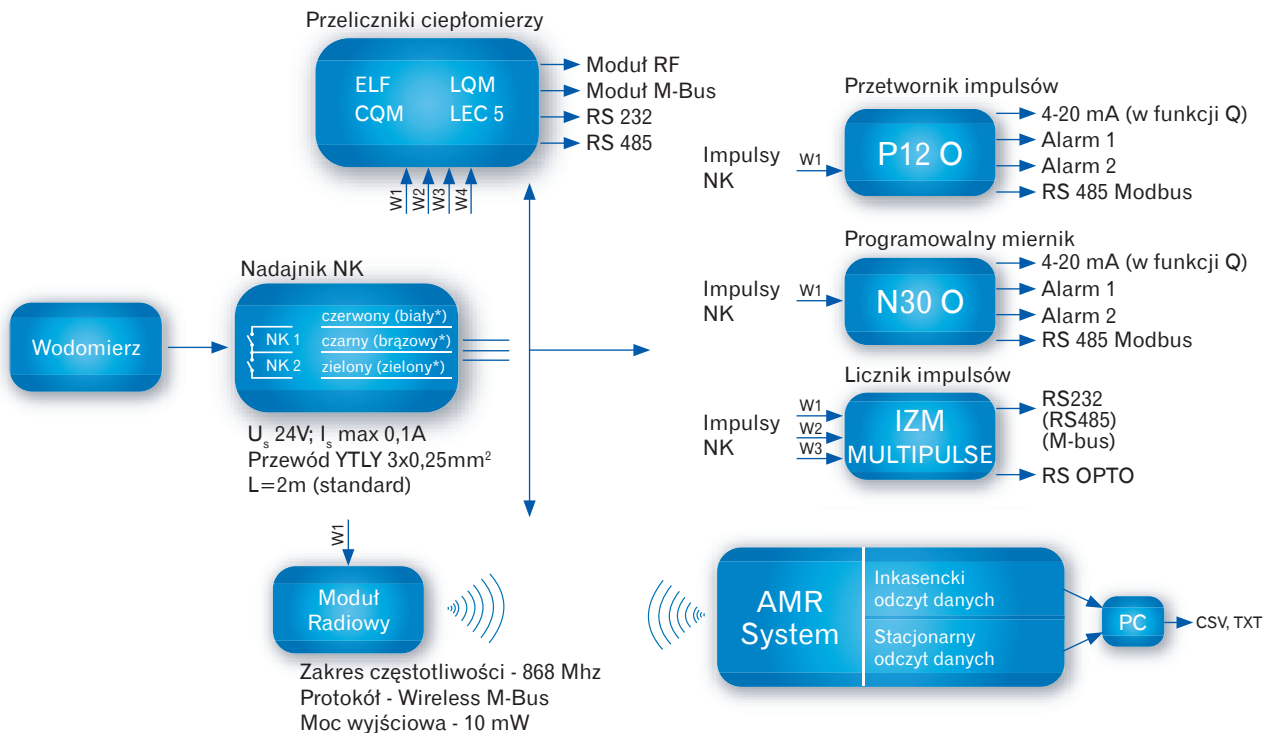 Przeliczniki ciepłomierzy
ELF LQM
CQM LEC 5
Moduł RF
Moduł M-Bus
RS 232
RS 485
W1
W2
W3
W4
Przetwornik impulsów
Impulsy
NK
W1
P12 O
4-20 mA (w funkcji Q)
Alarm 1
Alarm 2
RS 485 Modbus
Programowalny miernik
Impulsy
NK
W1
N30 O
4-20 mA (w funkcji Q)
Alarm 1
Alarm 2
RS 485 Modbus
Licznik impulsów
Impulsy
NK
W1
W2
W3
IZM
MULTIPULSE
RS232
(RS485)
(M-bus)
RS OPTO
Wodomierz
Nadajnik NK
czerwony (biały*)
NK 1 czarny (brązowy*)
NK 2 zielony (zielony*)
Us 24V; Is max 0,1A
Przewód YTLY 3x0,25mm²
L=2m (standard)
W1
Moduł
Radiowy
Zakres częstotliwości - 868 Mhz
Protokół - Wireless M-Bus
Moc wyjściowa - 10 mW
AMR
System
Inkasencki
odczyt danych
Stacjonarny
odczyt danych
PC
CSV, TXT